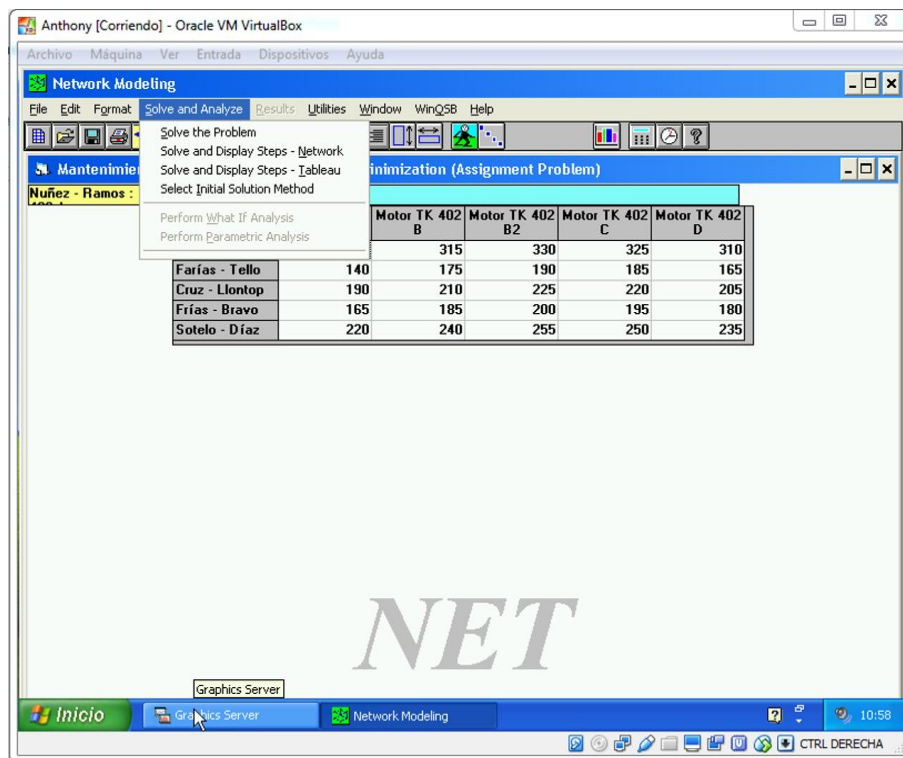 Anthony [Corriendo] - Oracle VM VirtualBox
Archivo Máquina Ver Entrada Dispositivos Ayuda
Network Modeling
File Edit Format Solve and Analyze Results Utilities Window WinQSB Help
Solve the Problem
Solve and Display Steps - Network
Solve and Display Steps - Tableau
Select Initial Solution Method
Perform What If Analysis
Perform Parametric Analysis
(Assignment Problem)
Nuñez - Ramos :
Motor TK 402 B Motor TK 402 B2 Motor TK 402 C Motor TK 402 D
315 330 325 310
Farías - Tello 140 175 190 185 165
Cruz - Llontop 190 210 225 220 205
Frías - Bravo 165 185 200 195 180
Sotelo - Díaz 220 240 255 250 235
NET
Graphics Server
Inicio Graphics Server Network Modeling 10:58
CTRL DERECHA